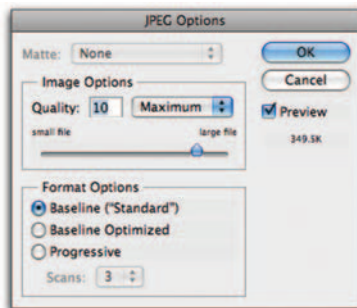 JPEG Options
Matte: None
OK
Cancel
Image Options
Quality: 10 Maximum
Preview
small file large file
349.5K
Format Options
Baseline ("Standard")
Baseline Optimized
Progressive
Scans: 3